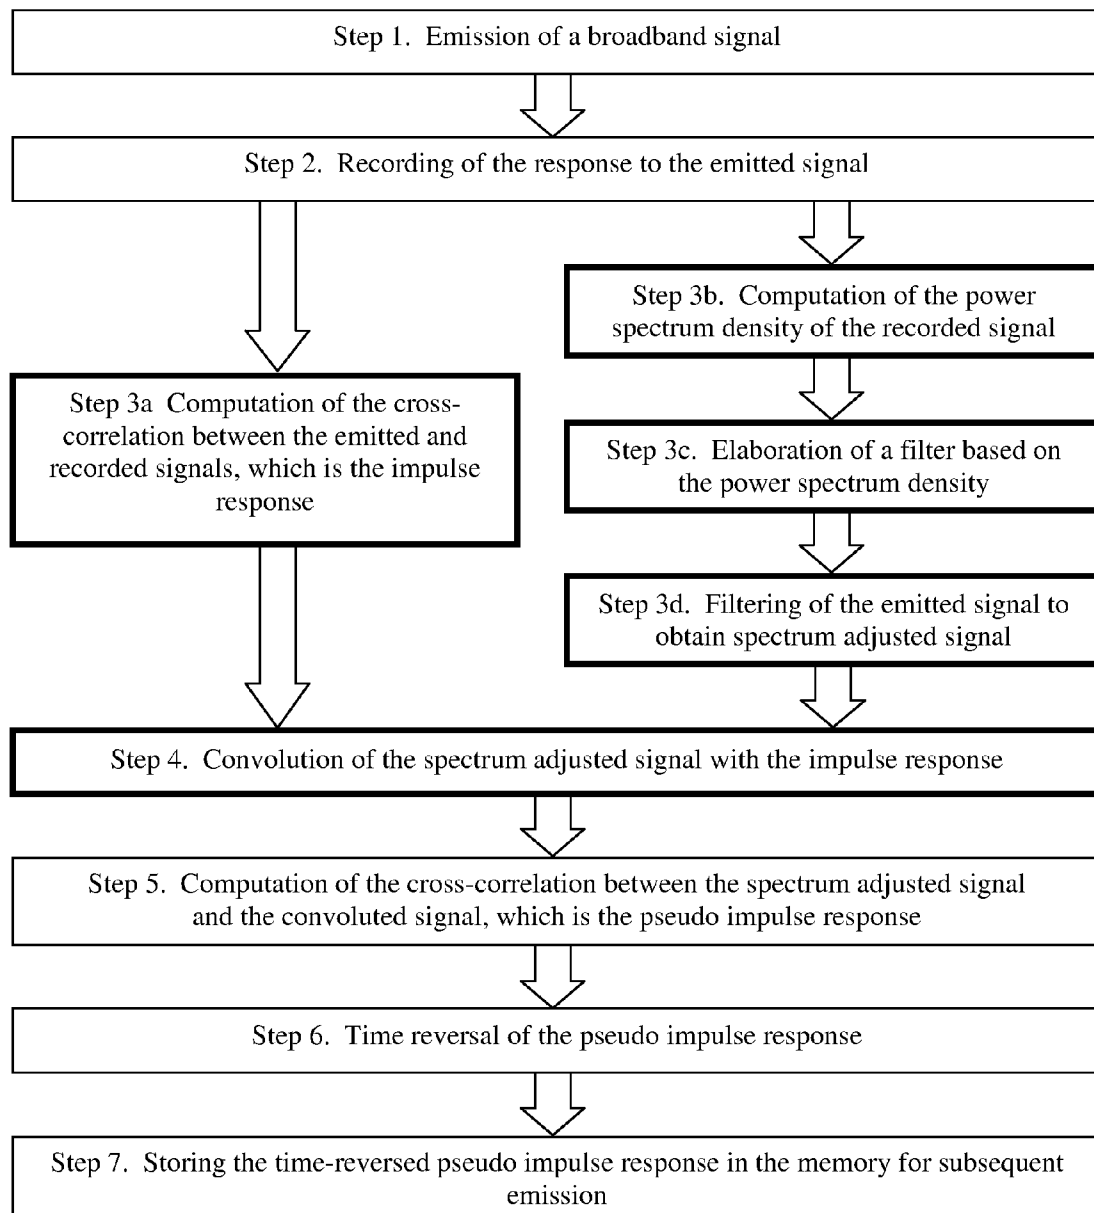 Step 1.  Emission of a broadband signal
Step 2.  Recording of the response to the emitted signal
Step 3b.  Computation of the power
spectrum density of the recorded signal
Step 3a  Computation of the cross-
correlation between the emitted and
recorded signals, which is the impulse
response
Step 3c.  Elaboration of a filter based on
the power spectrum density
Step 3d.  Filtering of the emitted signal to
obtain spectrum adjusted signal
Step 4.  Convolution of the spectrum adjusted signal with the impulse response
Step 5.  Computation of the cross-correlation between the spectrum adjusted signal
and the convoluted signal, which is the pseudo impulse response
Step 6.  Time reversal of the pseudo impulse response
Step 7.  Storing the time-reversed pseudo impulse response in the memory for subsequent
emission